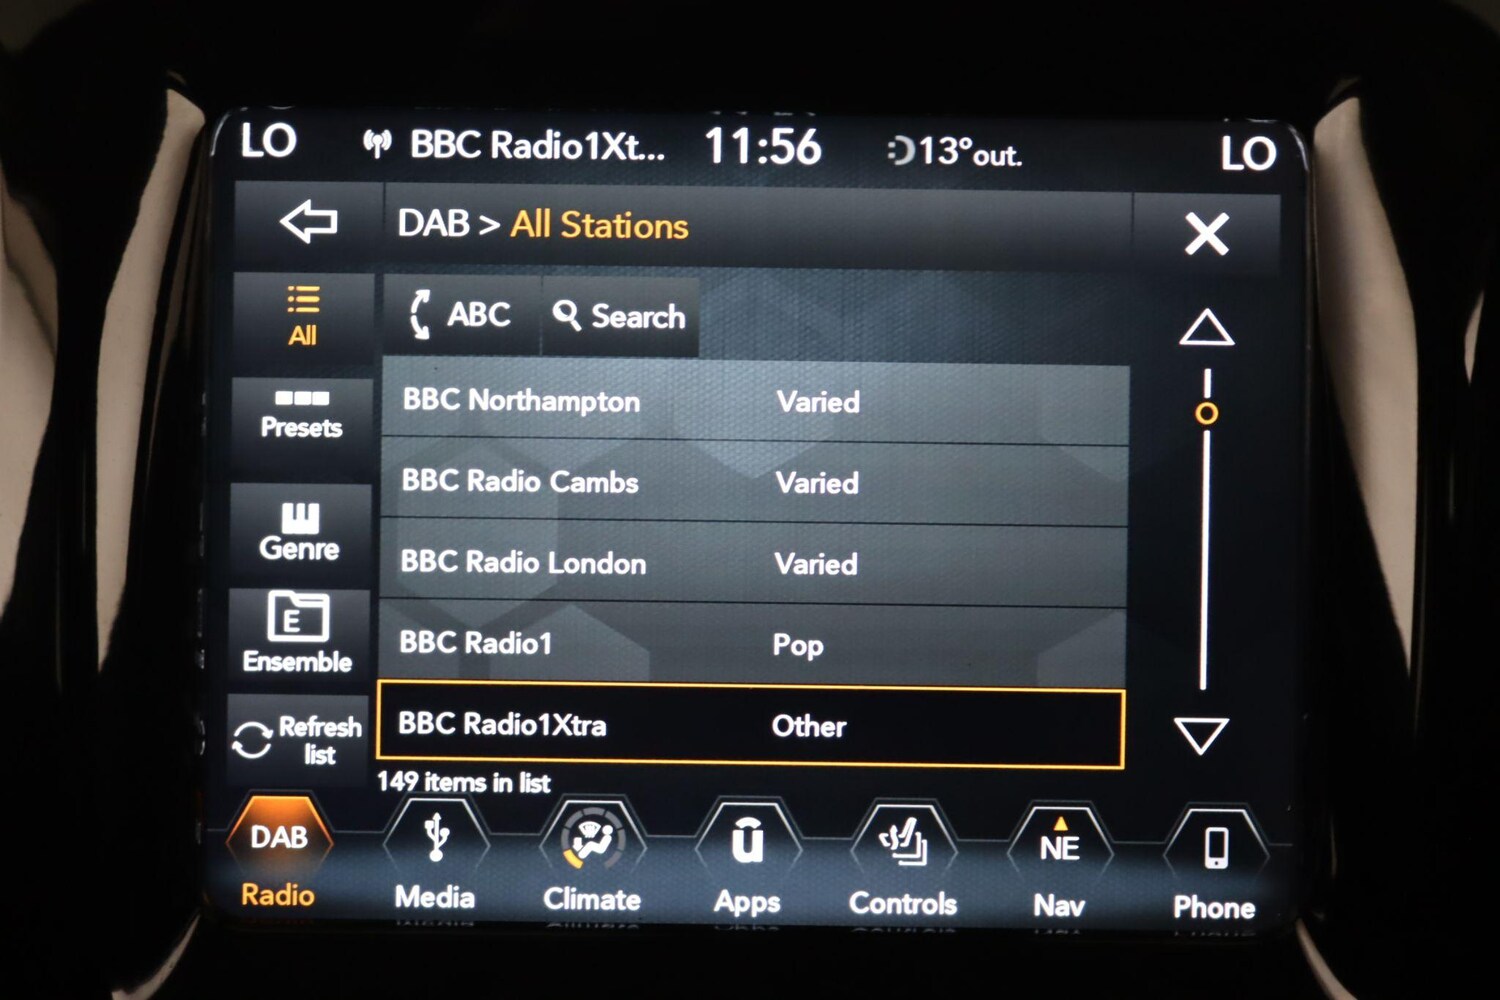 LO BBC Radio1Xt... 11:56 13°out. LO
DAB > All Stations
All
ABC Search
BBC Northampton Varied
Presets
BBC Radio Cambs Varied
Genre
BBC Radio London Varied
E
Ensemble
BBC Radio1 Pop
Refresh
list
BBC Radio1Xtra Other
149 items in list
DAB u NE
Radio Media Climate Apps Controls Nav Phone